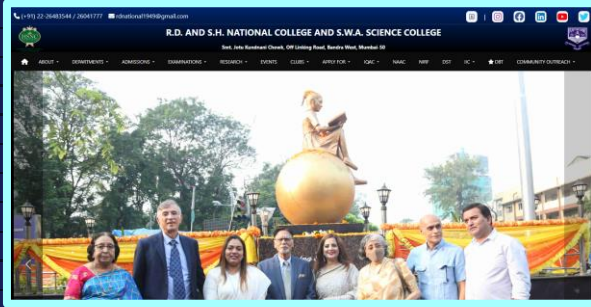 (+91) 22-26483544 / 26041777 rdnational1949@gmail.com
R.D. AND S.H. NATIONAL COLLEGE AND S.W.A. SCIENCE COLLEGE
Smt. Jotu Kundnani Chowk, Off Linking Road, Bandra West, Mumbai-50
ABOUT DEPARTMENTS ADMISSIONS EXAMINATIONS RESEARCH EVENTS CLUBS APPLY FOR IQAC NAAC NIRF DST IIC DBT COMMUNITY OUTREACH